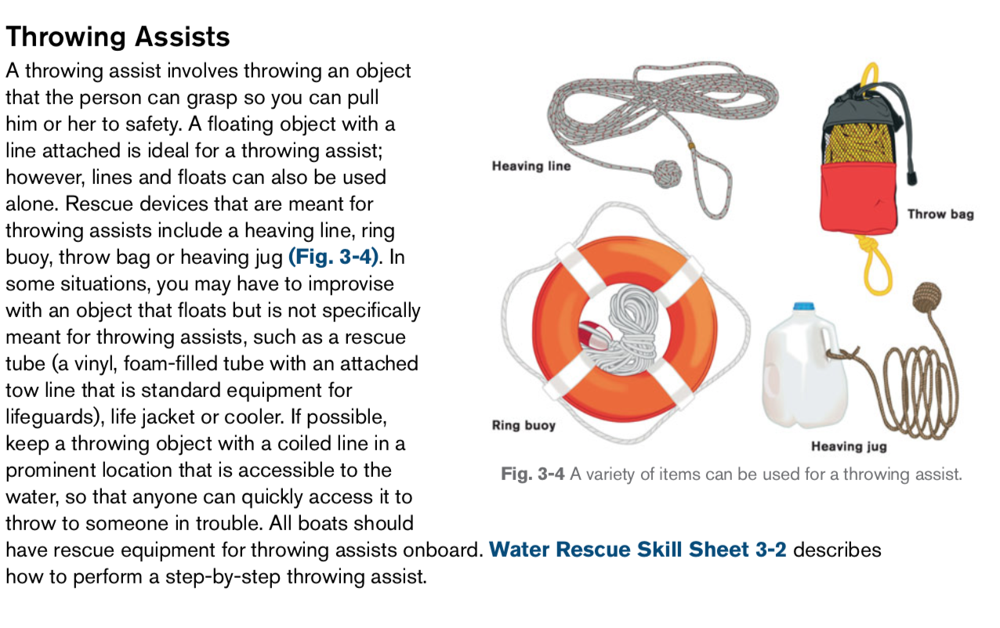 Throwing Assists
A throwing assist involves throwing an object
that the person can grasp so you can pull
him or her to safety. A floating object with a
line attached is ideal for a throwing assist;
however, lines and floats can also be used
alone. Rescue devices that are meant for
throwing assists include a heaving line, ring
buoy, throw bag or heaving jug (Fig. 3-4). In
some situations, you may have to improvise
with an object that floats but is not specifically
meant for throwing assists, such as a rescue
tube (a vinyl, foam-filled tube with an attached
tow line that is standard equipment for
lifeguards), life jacket or cooler. If possible,
keep a throwing object with a coiled line in a
prominent location that is accessible to the
water, so that anyone can quickly access it to
throw to someone in trouble. All boats should
have rescue equipment for throwing assists onboard. Water Rescue Skill Sheet 3-2 describes
how to perform a step-by-step throwing assist.
Heaving line
Throw bag
Ring buoy
Heaving jug
Fig. 3-4 A variety of items can be used for a throwing assist.